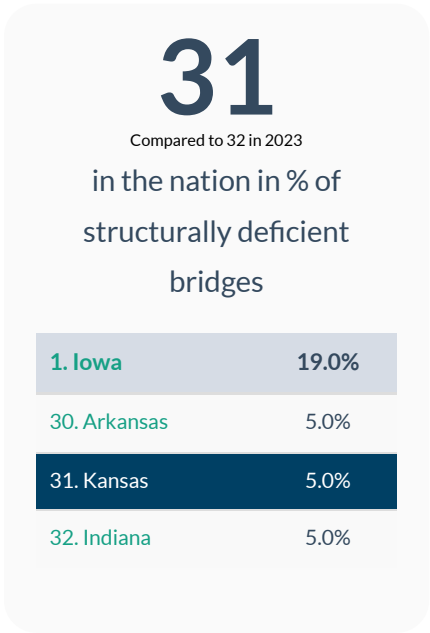 31
Compared to 32 in 2023
in the nation in % of
structurally deficient
bridges
1. Iowa 19.0%
30. Arkansas 5.0%
31. Kansas 5.0%
32. Indiana 5.0%